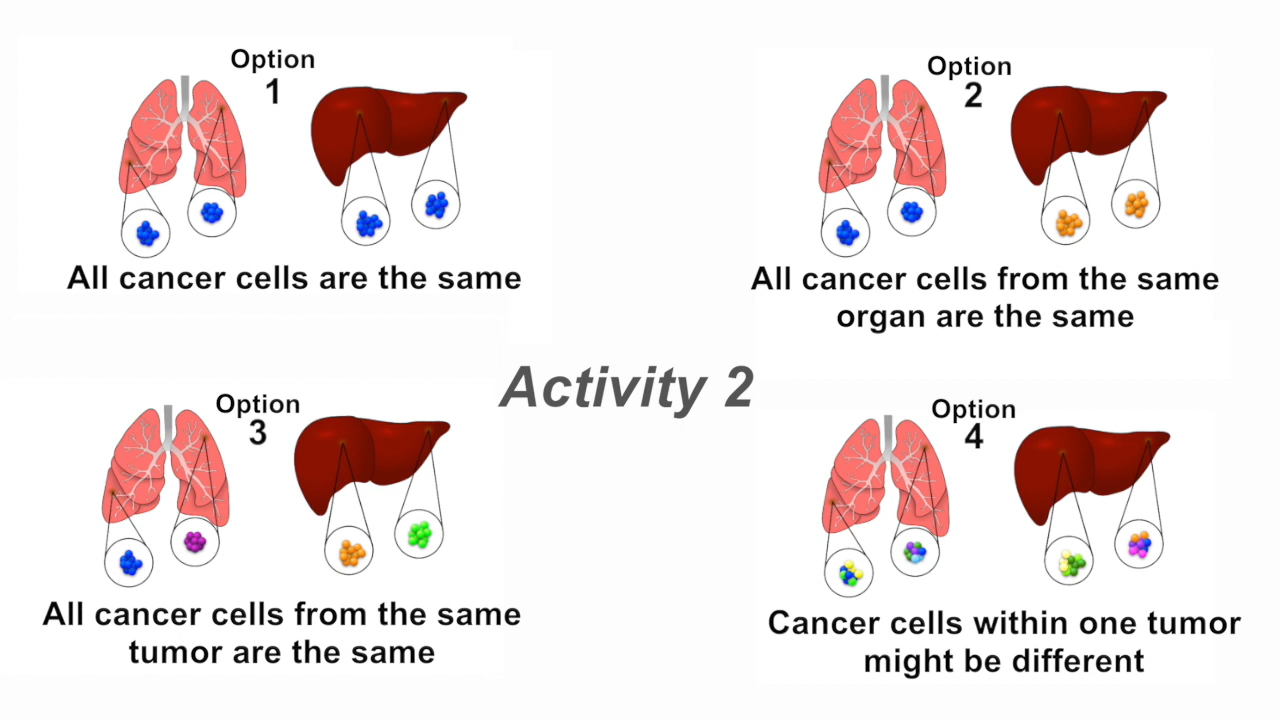 Option
1
All cancer cells are the same
Option
2
All cancer cells from the same
organ are the same
Activity 2
Option
3
All cancer cells from the same
tumor are the same
Option
4
Cancer cells within one tumor
might be different